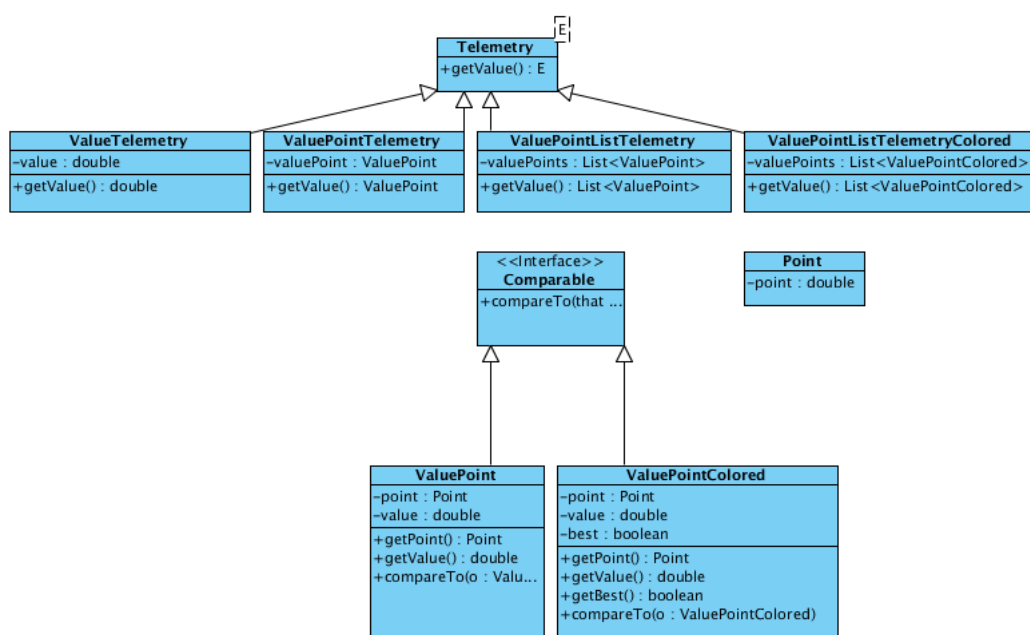 E
Telemetry
+getValue() : E
ValueTelemetry
-value : double
+getValue() : double
ValuePointTelemetry
-valuePoint : ValuePoint
+getValue() : ValuePoint
ValuePointListTelemetry
-valuePoints : List<ValuePoint>
+getValue() : List<ValuePoint>
ValuePointListTelemetryColored
-valuePoints : List<ValuePointColored>
+getValue() : List<ValuePointColored>
<<Interface>>
Comparable
+compareTo(that ...
Point
-point : double
ValuePoint
-point : Point
-value : double
+getPoint() : Point
+getValue() : double
+compareTo(o : Valu...
ValuePointColored
-point : Point
-value : double
-best : boolean
+getPoint() : Point
+getValue() : double
+getBest() : boolean
+compareTo(o : ValuePointColored)